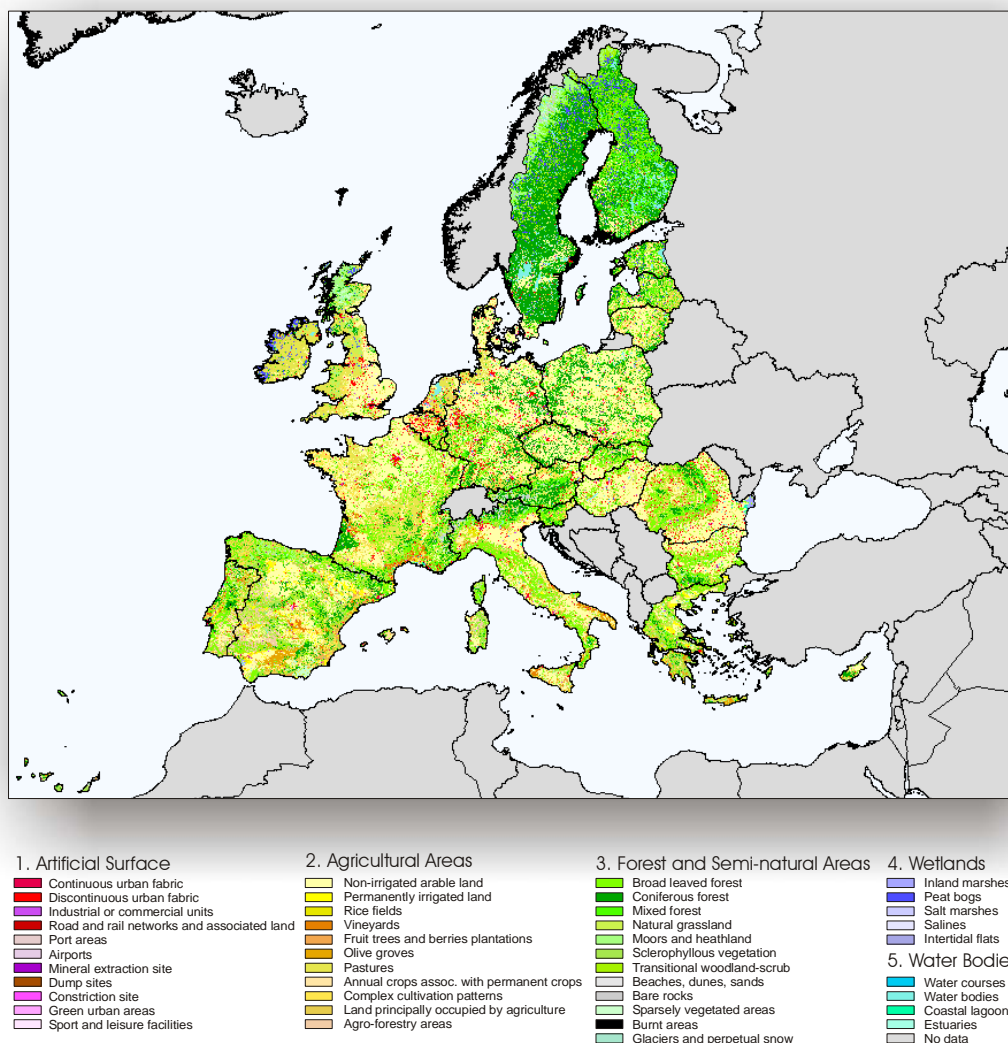 1. Artificial Surface
Continuous urban fabric
Discontinuous urban fabric
Industrial or commercial units
Road and rail networks and associated land
Port areas
Airports
Mineral extraction site
Dump sites
Constriction site
Green urban areas
Sport and leisure facilities
2. Agricultural Areas
Non-irrigated arable land
Permanently irrigated land
Rice fields
Vineyards
Fruit trees and berries plantations
Olive groves
Pastures
Annual crops assoc. with permanent crops
Complex cultivation patterns
Land principally occupied by agriculture
Agro-forestry areas
3. Forest and Semi-natural Areas
Broad leaved forest
Coniferous forest
Mixed forest
Natural grassland
Moors and heathland
Sclerophyllous vegetation
Transitional woodland-scrub
Beaches, dunes, sands
Bare rocks
Sparsely vegetated areas
Burnt areas
Glaciers and perpetual snow
4. Wetlands
Inland marshes
Peat bogs
Salt marshes
Salines
Intertidal flats
5. Water Bodie
Water courses
Water bodies
Coastal lagoon
Estuaries
No data